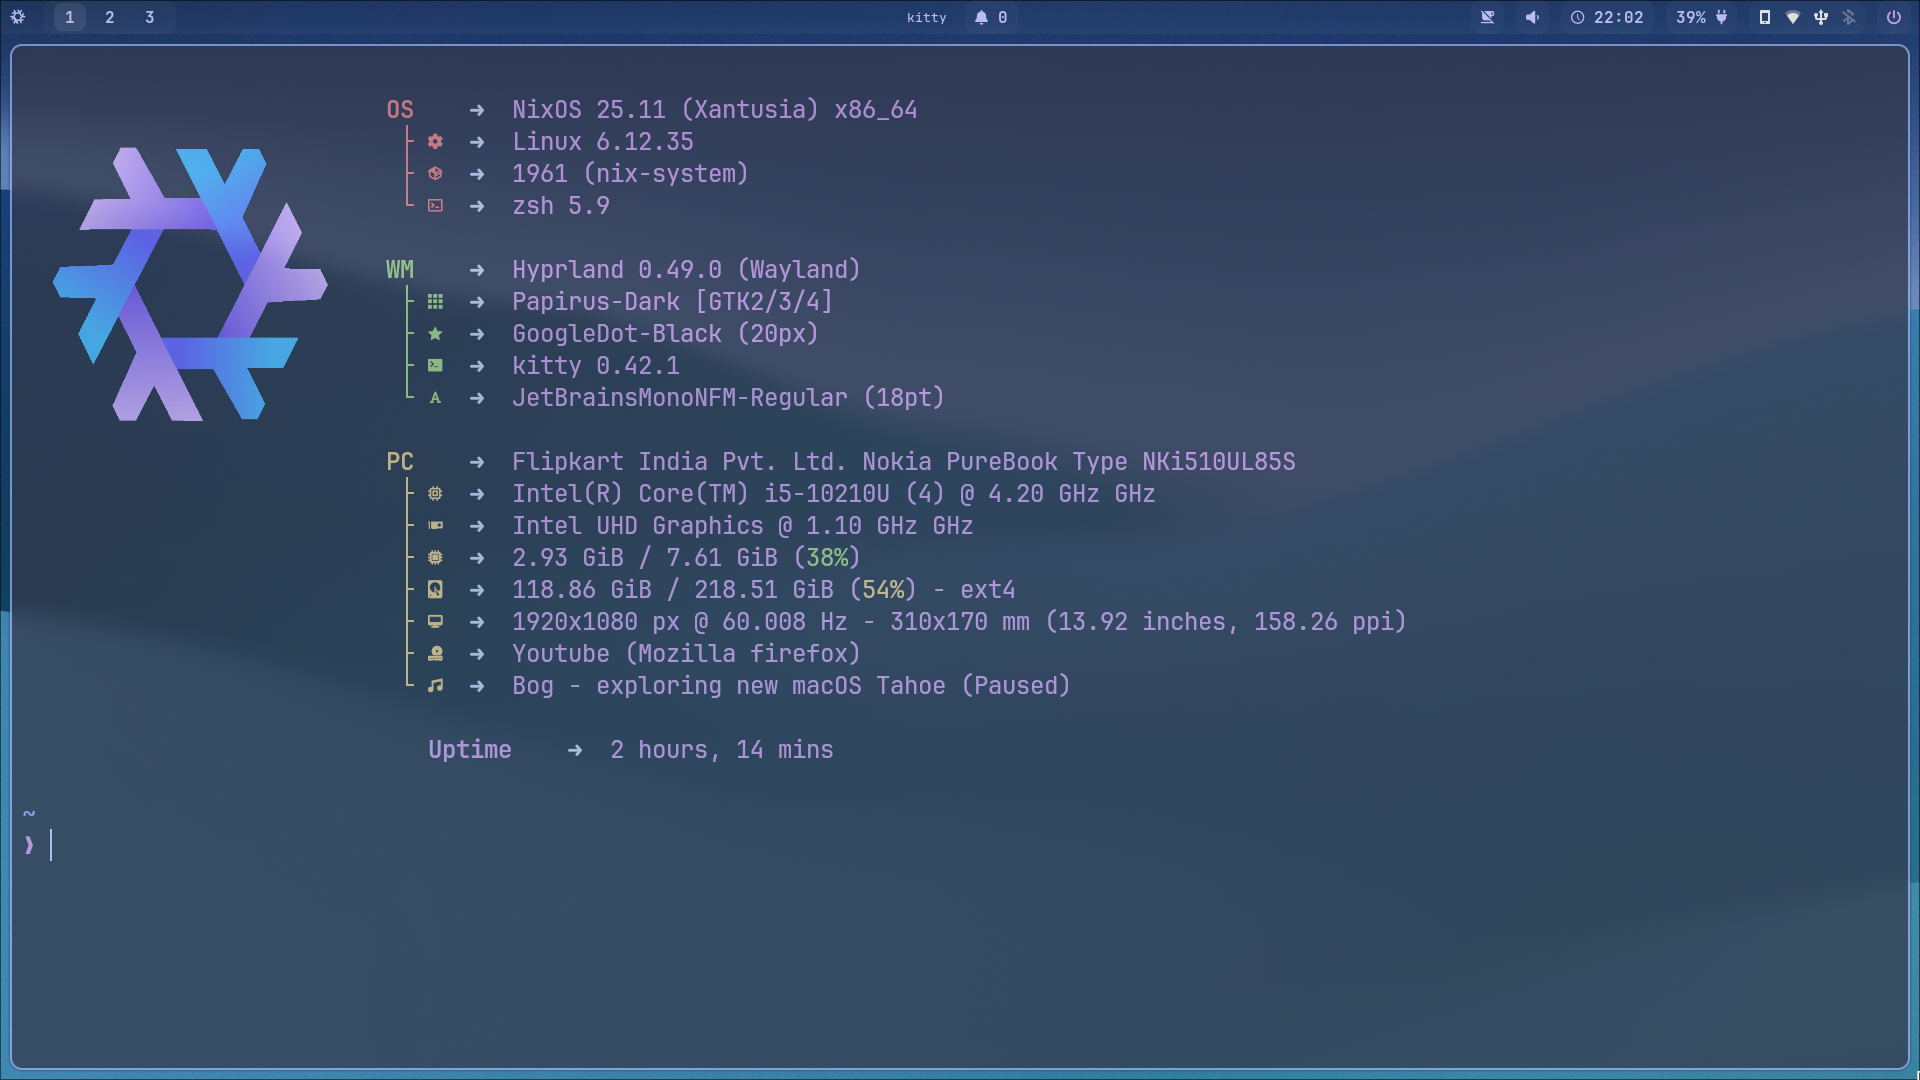 1 2 3 kitty 0 22:02 39%
OS ➜ NixOS 25.11 (Xantusia) x86_64
➜ Linux 6.12.35
➜ 1961 (nix-system)
➜ zsh 5.9
WM ➜ Hyprland 0.49.0 (Wayland)
➜ Papirus-Dark [GTK2/3/4]
➜ GoogleDot-Black (20px)
➜ kitty 0.42.1
➜ JetBrainsMonoNFM-Regular (18pt)
PC ➜ Flipkart India Pvt. Ltd. Nokia PureBook Type NKi510UL85S
➜ Intel(R) Core(TM) i5-10210U (4) @ 4.20 GHz GHz
➜ Intel UHD Graphics @ 1.10 GHz GHz
➜ 2.93 GiB / 7.61 GiB (38%)
➜ 118.86 GiB / 218.51 GiB (54%) - ext4
➜ 1920x1080 px @ 60.008 Hz - 310x170 mm (13.92 inches, 158.26 ppi)
➜ Youtube (Mozilla firefox)
➜ Bog - exploring new macOS Tahoe (Paused)
Uptime ➜ 2 hours, 14 mins
~
❱